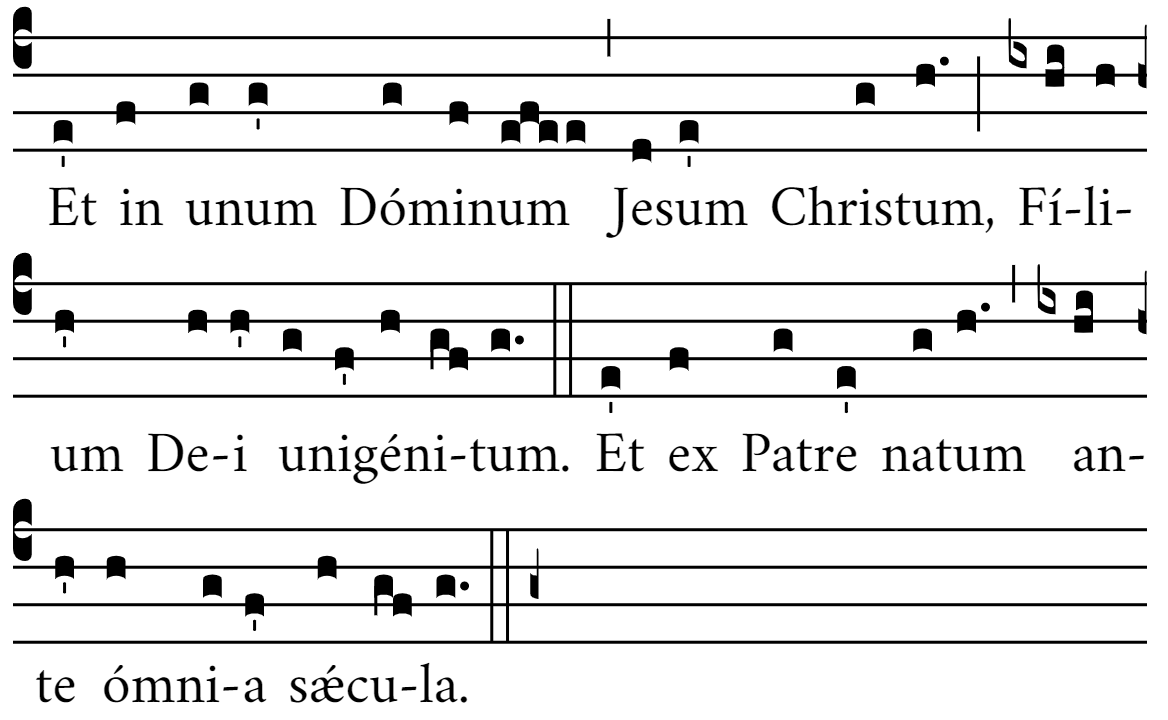 Et in unum Dóminum Jesum Christum, Fí-li-
um De-i unigéni-tum. Et ex Patre natum an-
te ómni-a sǽcu-la.